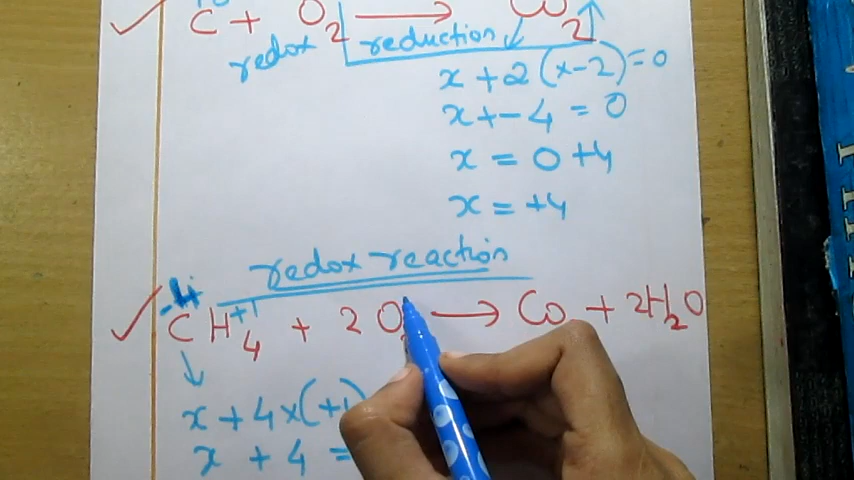 C + O2 → CO2
redox reduction
x + 2(x-2) = 0
x + - 4 = 0
x = 0 + 4
x = +4
redox reaction
-4 +1
CH4 + 2 O → Co + 2H2O
x + 4 x (+1)
x + 4 =